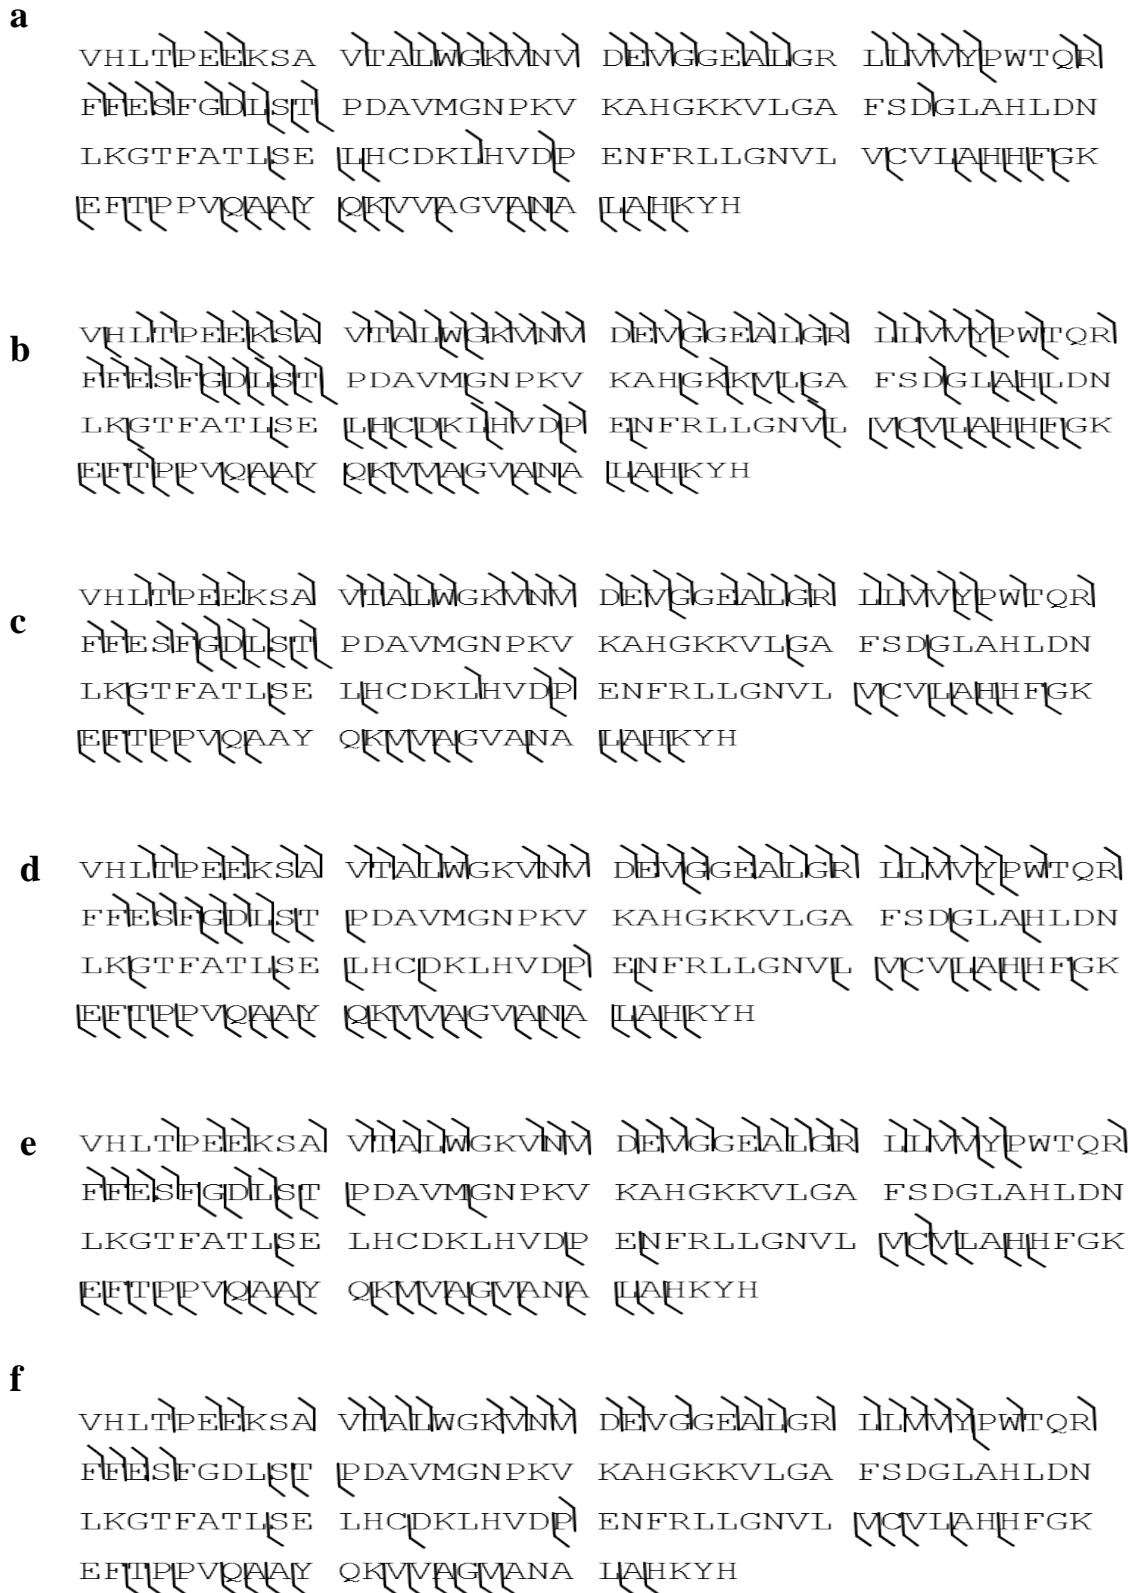 a
VHLTPEEKSA VTALWGKVNV DEVGGEALGR LLVVYPWTQR
FFESFGDLST PDAVMGNPKV KAHGKKVLGA FSDGLAHLDN
LKGTFATLSE LHCDKLHVDP ENFRLLGNVL VCVLAHHFGK
EFTPPVQAAY QKVVAGVANA LAHKYH
b
VHLTPEEKSA VTALWGKVNV DEVGGEALGR LLVVYPWTQR
FFESFGDLST PDAVMGNPKV KAHGKKVLGA FSDGLAHLDN
LKGTFATLSE LHCDKLHVDP ENFRLLGNVL VCVLAHHFGK
EFTPPVQAAY QKVVAGVANA LAHKYH
c
VHLTPEEKSA VTALWGKVNV DEVGGEALGR LLVVYPWTQR
FFESFGDLST PDAVMGNPKV KAHGKKVLGA FSDGLAHLDN
LKGTFATLSE LHCDKLHVDP ENFRLLGNVL VCVLAHHFGK
EFTPPVQAAY QKVVAGVANA LAHKYH
d
VHLTPEEKSA VTALWGKVNV DEVGGEALGR LLVVYPWTQR
FFESFGDLST PDAVMGNPKV KAHGKKVLGA FSDGLAHLDN
LKGTFATLSE LHCDKLHVDP ENFRLLGNVL VCVLAHHFGK
EFTPPVQAAY QKVVAGVANA LAHKYH
e
VHLTPEEKSA VTALWGKVNV DEVGGEALGR LLVVYPWTQR
FFESFGDLST PDAVMGNPKV KAHGKKVLGA FSDGLAHLDN
LKGTFATLSE LHCDKLHVDP ENFRLLGNVL VCVLAHHFGK
EFTPPVQAAY QKVVAGVANA LAHKYH
f
VHLTPEEKSA VTALWGKVNV DEVGGEALGR LLVVYPWTQR
FFESFGDLST PDAVMGNPKV KAHGKKVLGA FSDGLAHLDN
LKGTFATLSE LHCDKLHVDP ENFRLLGNVL VCVLAHHFGK
EFTPPVQAAY QKVVAGVANA LAHKYH